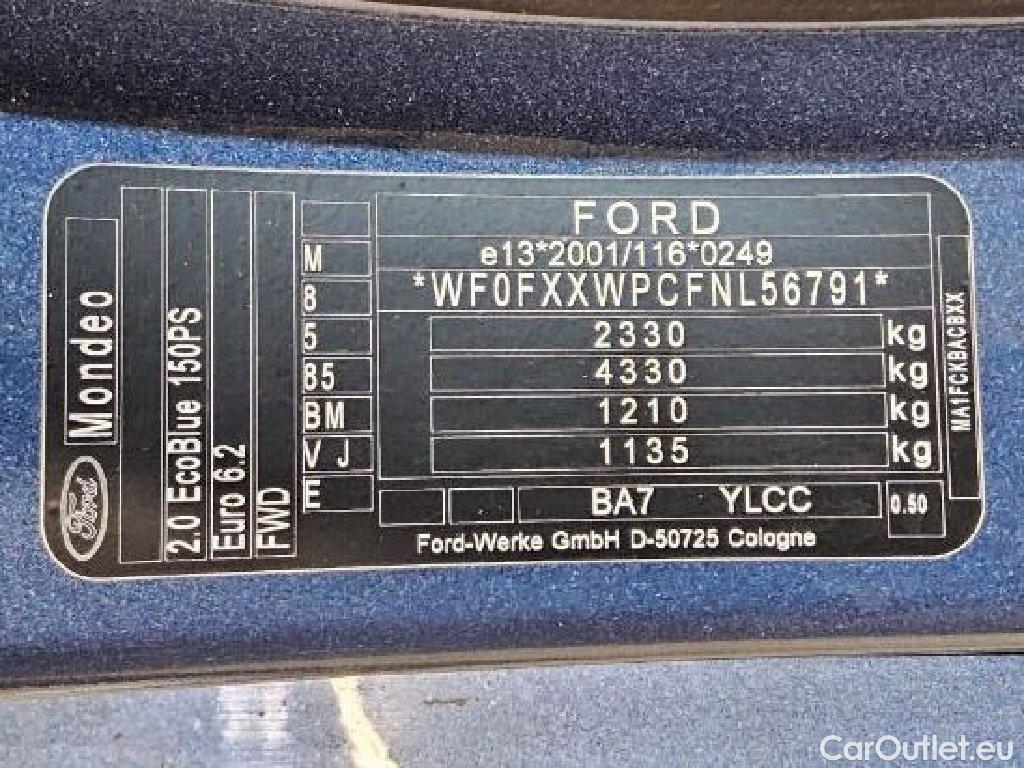 Mondeo
Ford
2.0 EcoBlue 150PS
Euro 6.2
FWD
M
8
5
85
BM
V J
E
FORD
e13*2001/116*0249
*WF0FXXWPCFNL56791*
2330 kg
4330 kg
1210 kg
1135 kg
BA7 YLCC
0.50
Ford-Werke GmbH D-50725 Cologne
MA1FCKBACBXX
CarOutlet.eu